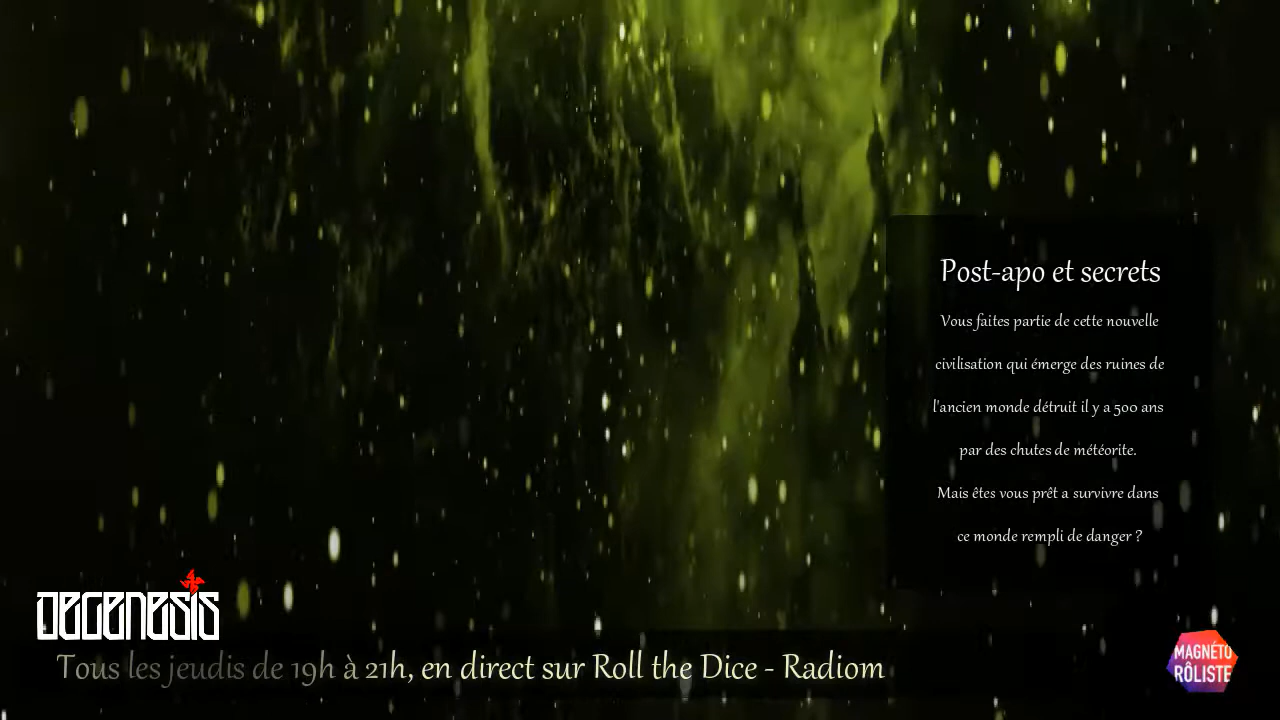 Post-apo et secrets
Vous faites partie de cette nouvelle
civilisation qui émerge des ruines de
l'ancien monde détruit il y a 500 ans
par des chutes de météorite.
Mais êtes vous prêt a survivre dans
ce monde rempli de danger ?
DEGENESIS
Tous les jeudis de 19h à 21h, en direct sur Roll the Dice - Radiom
MAGNÉTO
RÔLISTE